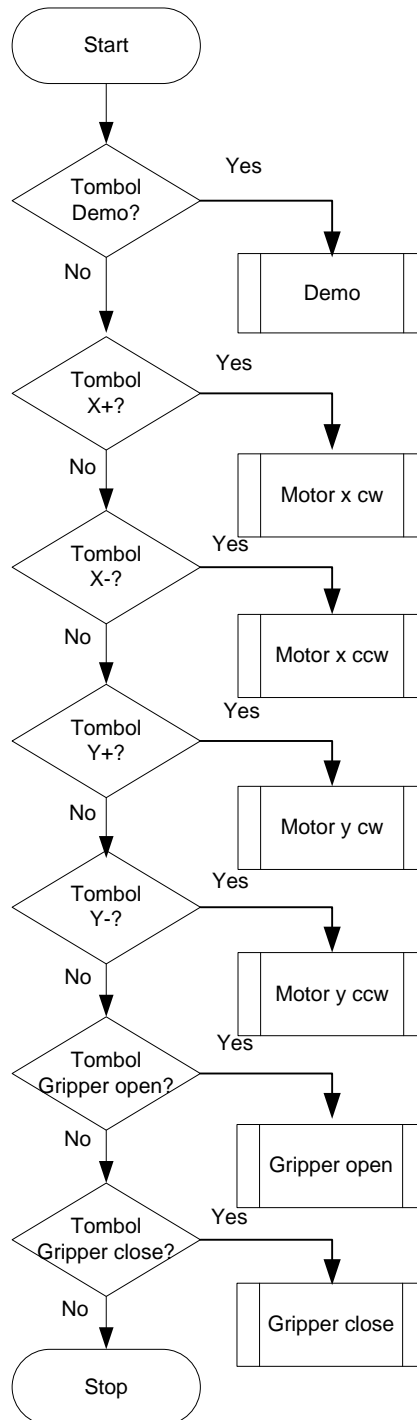 Start
Tombol
Demo?
Yes
No
Demo
Tombol
X+?
Yes
No
Motor x cw
Tombol
X-?
Yes
No
Motor x ccw
Tombol
Y+?
Yes
No
Motor y cw
Tombol
Y-?
Yes
No
Motor y ccw
Tombol
Gripper open?
Yes
No
Gripper open
Tombol
Gripper close?
Yes
No
Gripper close
Stop